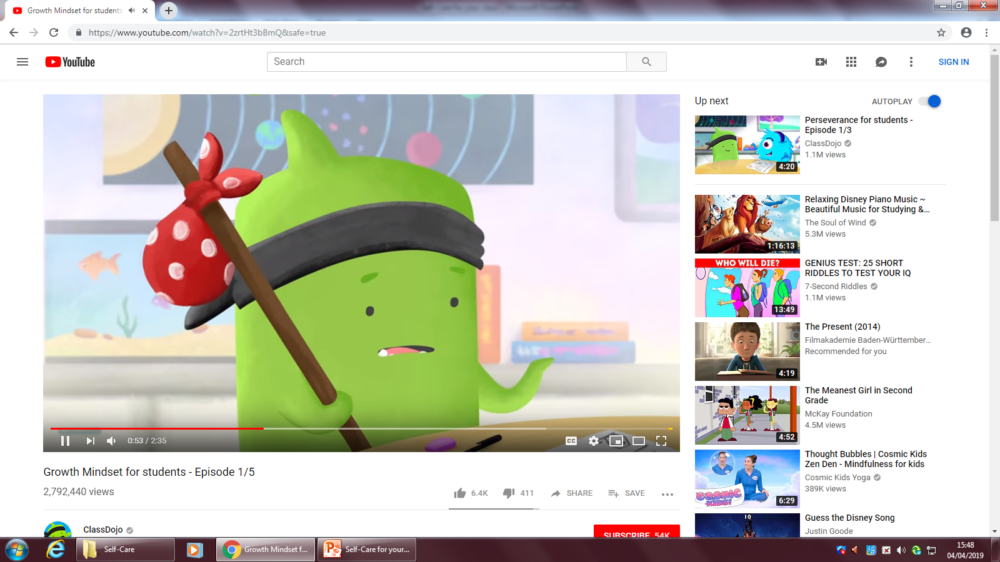 Growth Mindset for students
https://www.youtube.com/watch?v=2zrtHt3bBmQ&safe=true
YouTube
Search
SIGN IN
Up next
AUTOPLAY
Perseverance for students -
Episode 1/3
ClassDojo
1.1M views
4:20
Relaxing Disney Piano Music ~
Beautiful Music for Studying &...
The Soul of Wind
5.3M views
1:16:13
WHO WILL DIE?
GENIUS TEST: 25 SHORT
RIDDLES TO TEST YOUR IQ
7-Second Riddles
1.1M views
13:49
The Present (2014)
Filmakademie Baden-Württember...
Recommended for you
4:19
The Meanest Girl in Second
Grade
McKay Foundation
4.5M views
4:52
Thought Bubbles | Cosmic Kids
Zen Den - Mindfulness for kids
Cosmic Kids Yoga
389K views
COSMIC
KIDS!
6:29
10
Guess the Disney Song
Justin Goode
0:53 / 2:35
CC
Growth Mindset for students - Episode 1/5
2,792,440 views
6.4K
411
SHARE
SAVE
ClassDojo
SUBSCRIBE 54K
Self-Care
Growth Mindset f...
Self-Care for your...
15:48
04/04/2019